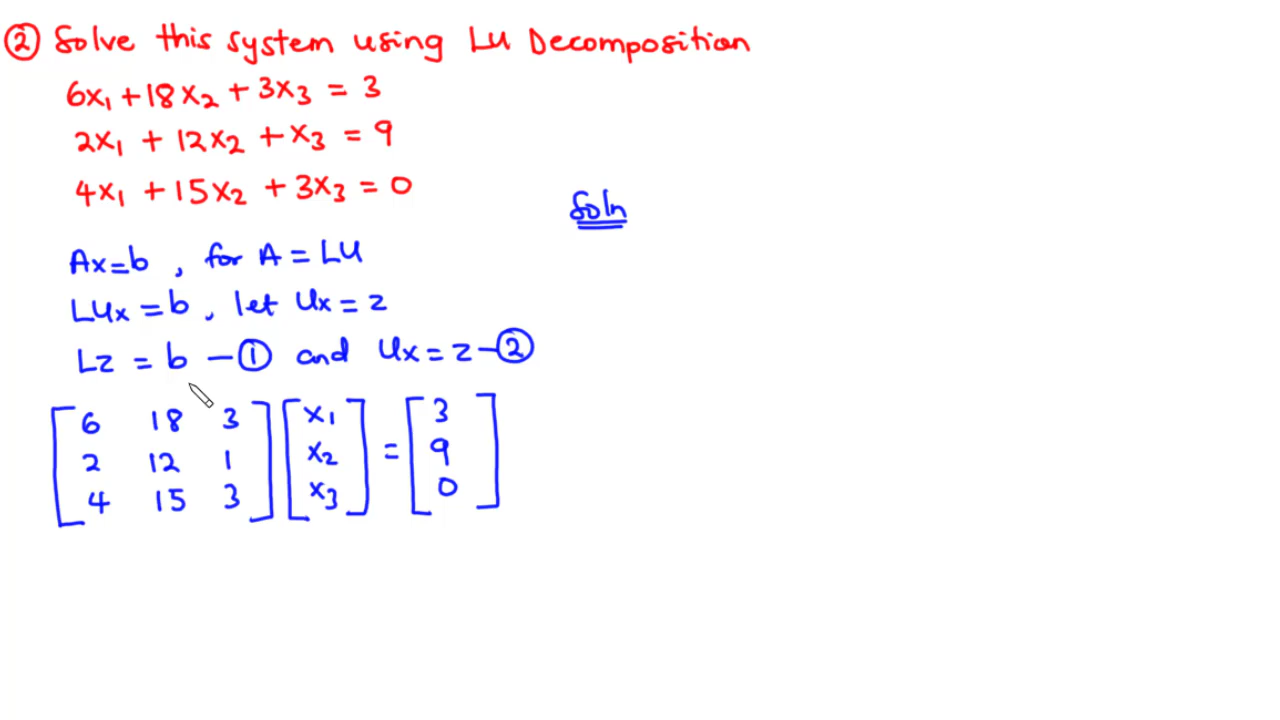 ② Solve this system using LU Decomposition
6x₁ + 18x₂ + 3x₃ = 3
2x₁ + 12x₂ + x₃ = 9
4x₁ + 15x₂ + 3x₃ = 0
Soln
Ax=b , for A = LU
LUx = b , let Ux = z
Lz = b —① and Ux = z —②
[6 18 3] [x₁] = [3]
[2 12 1] [x₂] = [9]
[4 15 3] [x₃] = [0]